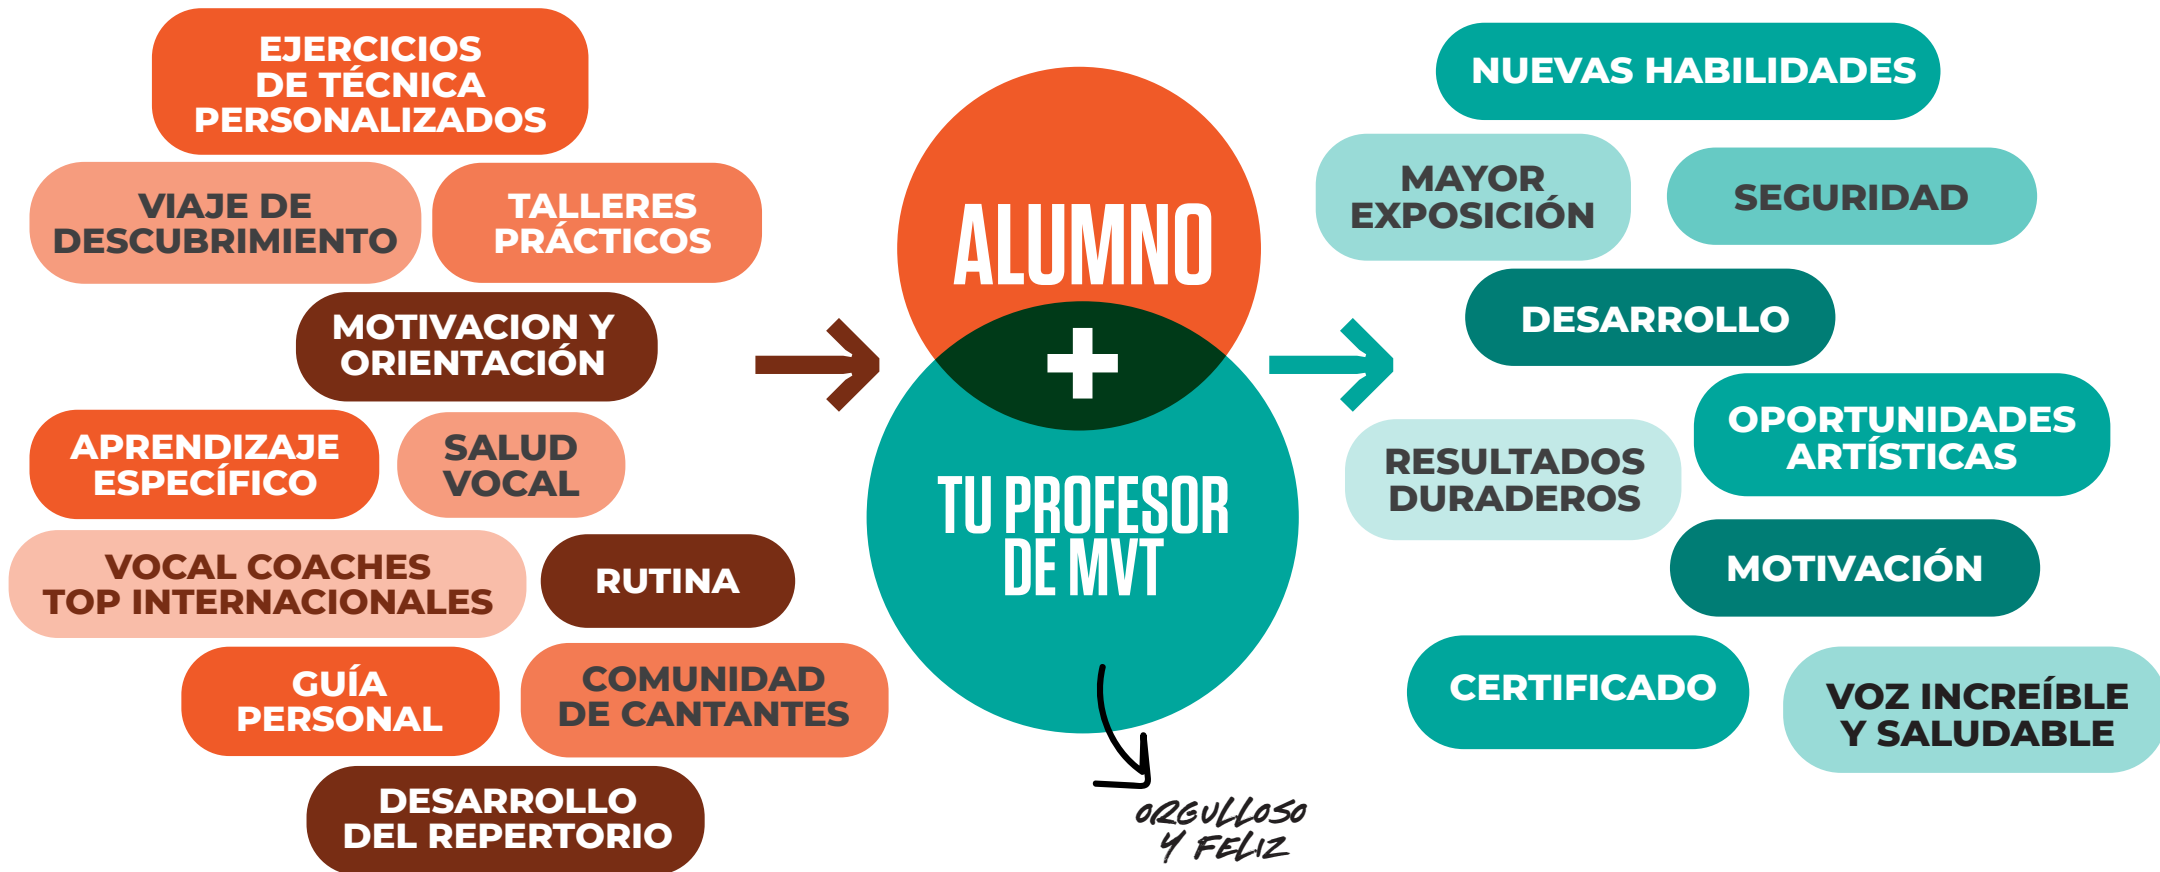 EJERCICIOS
DE TÉCNICA
PERSONALIZADOS
VIAJE DE
DESCUBRIMIENTO
TALLERES
PRÁCTICOS
MOTIVACION Y
ORIENTACIÓN
APRENDIZAJE
ESPECÍFICO
SALUD
VOCAL
VOCAL COACHES
TOP INTERNACIONALES
RUTINA
GUÍA
PERSONAL
COMUNIDAD
DE CANTANTES
DESARROLLO
DEL REPERTORIO
ALUMNO
+
TU PROFESOR
DE MVT
ORGULLOSO
Y FELIZ
NUEVAS HABILIDADES
MAYOR
EXPOSICIÓN
SEGURIDAD
DESARROLLO
OPORTUNIDADES
ARTÍSTICAS
RESULTADOS
DURADEROS
MOTIVACIÓN
CERTIFICADO
VOZ INCREÍBLE
Y SALUDABLE